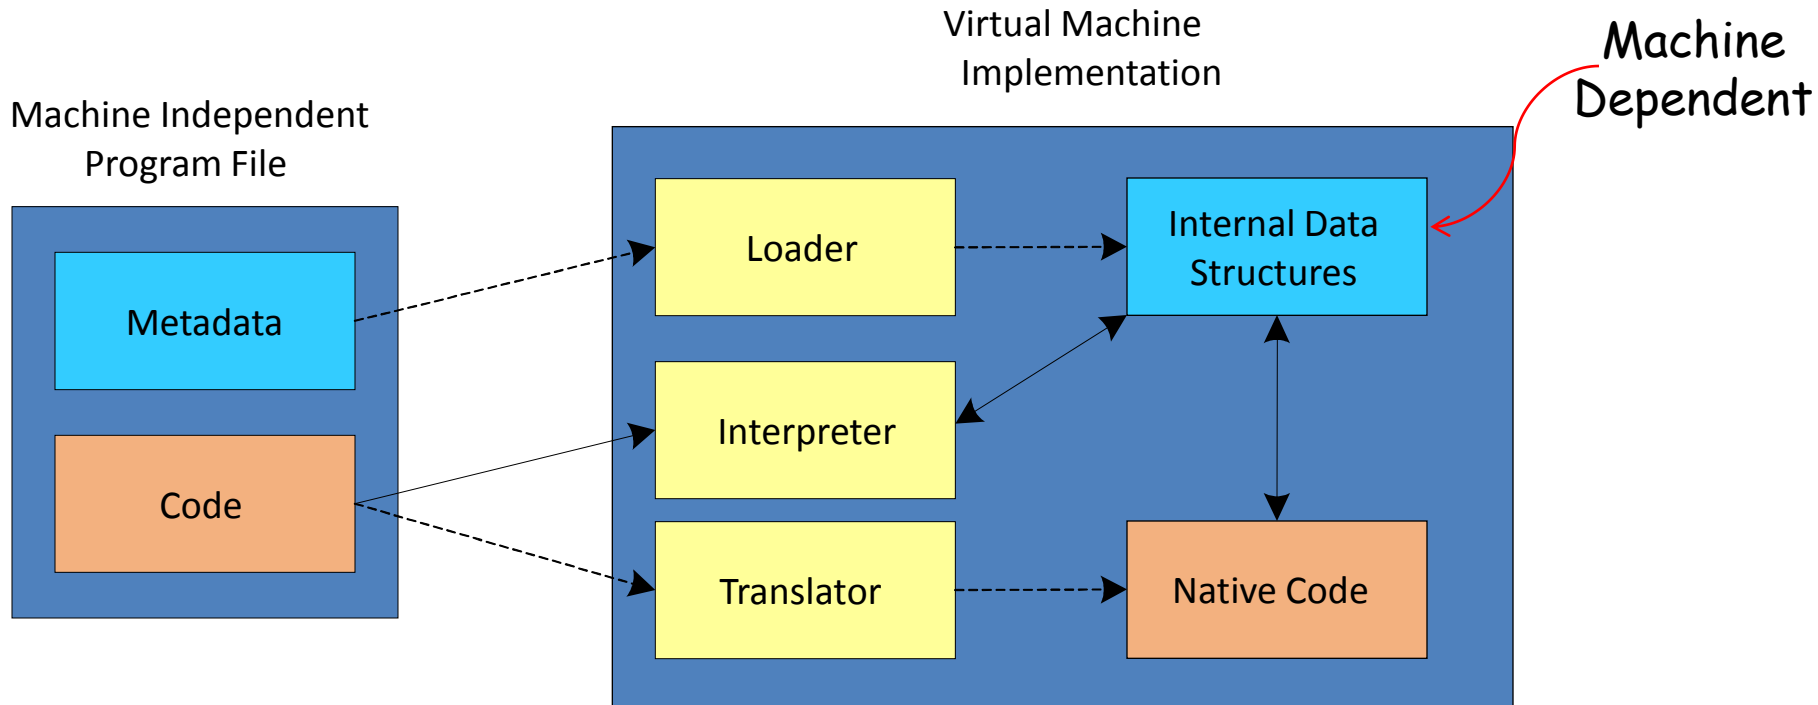 Virtual Machine
Implementation
Machine
Dependent
Machine Independent
Program File
Metadata
Code
Loader
Interpreter
Translator
Internal Data
Structures
Native Code